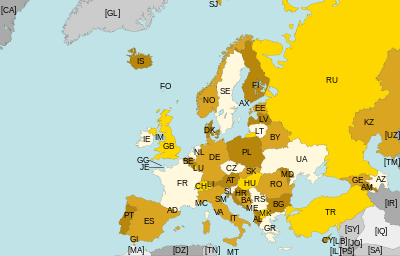 [CA]
[GL]
SJ
IS
FO
RU
NO
SE
FI
AX
EE
LV
LT
DK
BY
KZ
[UZ]
IE
IM
GB
NL
DE
PL
UA
[TM]
GG
JE
BE
LU
CZ
SK
MD
FR
CH
LI
AT
HU
RO
GE
AZ
AM
SI
HR
BA
RS
BG
[IR]
MC
SM
ME
MK
AL
AD
PT
ES
VA
IT
GR
TR
GI
[MA]
[DZ]
[TN]
MT
CY
[LB]
[SY]
[JO]
[IQ]
[IL]
[PS]
[SA]